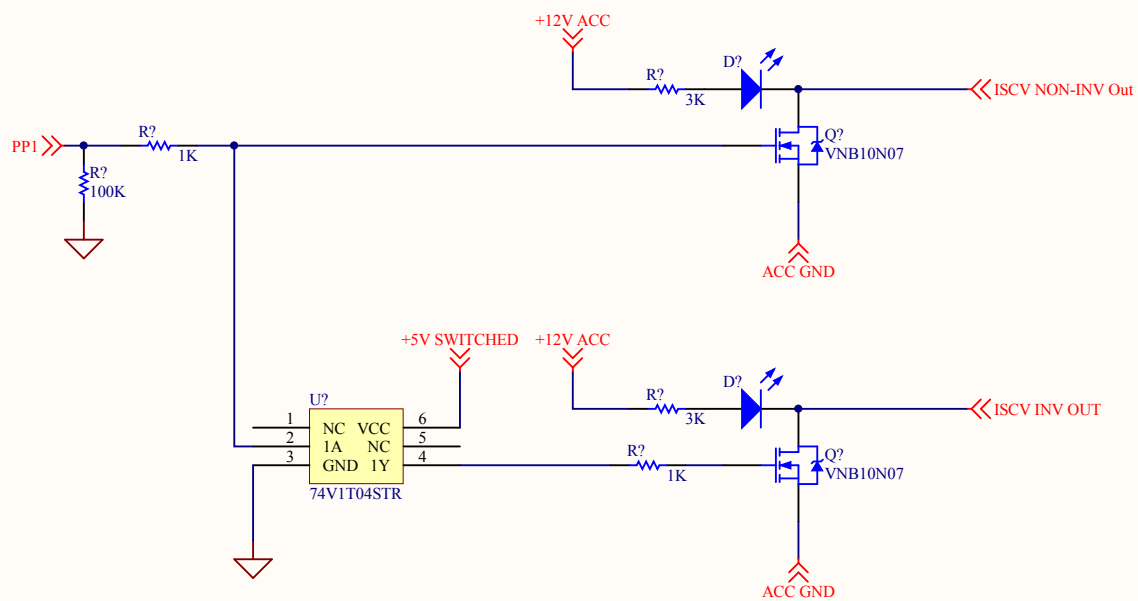 +12V ACC
R?
3K
D?
ISCV NON-INV Out
PP1
R?
1K
R?
100K
Q?
VNB10N07
ACC GND
+5V SWITCHED
+12V ACC
U?
1
NC
VCC
6
2
1A
NC
5
3
GND
1Y
4
74V1T04STR
R?
3K
D?
ISCV INV OUT
R?
1K
Q?
VNB10N07
ACC GND